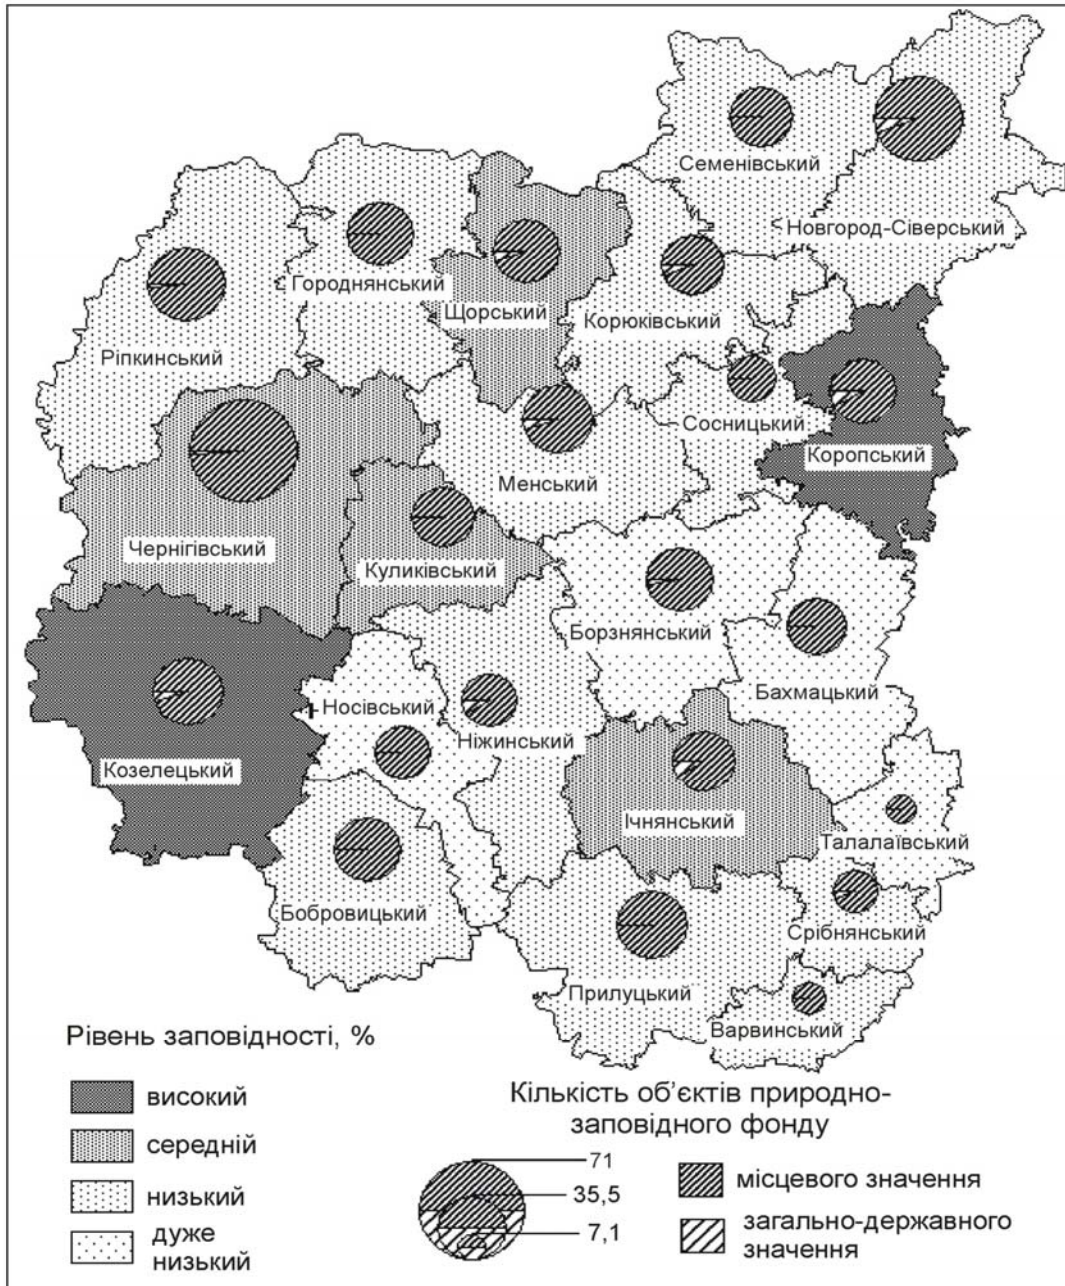 Семенівський
Новгород-Сіверський
Городнянський
Щорський
Корюківський
Ріпкинський
Сосницький
Коропський
Менський
Чернігівський
Куликівський
Борзнянський
Бахмацький
Носівський
Ніжинський
Козелецький
Ічнянський
Талалаївський
Бобровицький
Срібнянський
Прилуцький
Варвинський
Рівень заповідності, %
високий
середній
низький
дуже
низький
Кількість об’єктів природно-
заповідного фонду
71
35,5
7,1
місцевого значення
загально-державного
значення